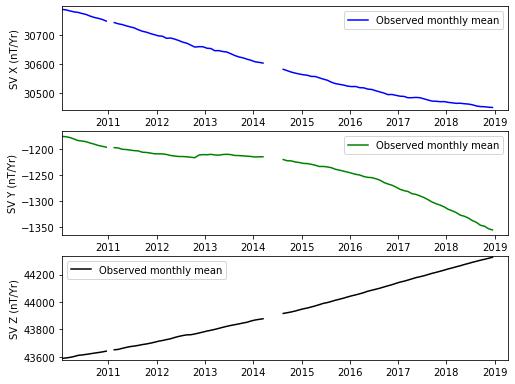 SV X (nT/Yr)
30700
30600
30500
Observed monthly mean
2011 2012 2013 2014 2015 2016 2017 2018 2019
SV Y (nT/Yr)
−1200
−1250
−1300
−1350
Observed monthly mean
2011 2012 2013 2014 2015 2016 2017 2018 2019
SV Z (nT/Yr)
44200
44000
43800
43600
Observed monthly mean
2011 2012 2013 2014 2015 2016 2017 2018 2019